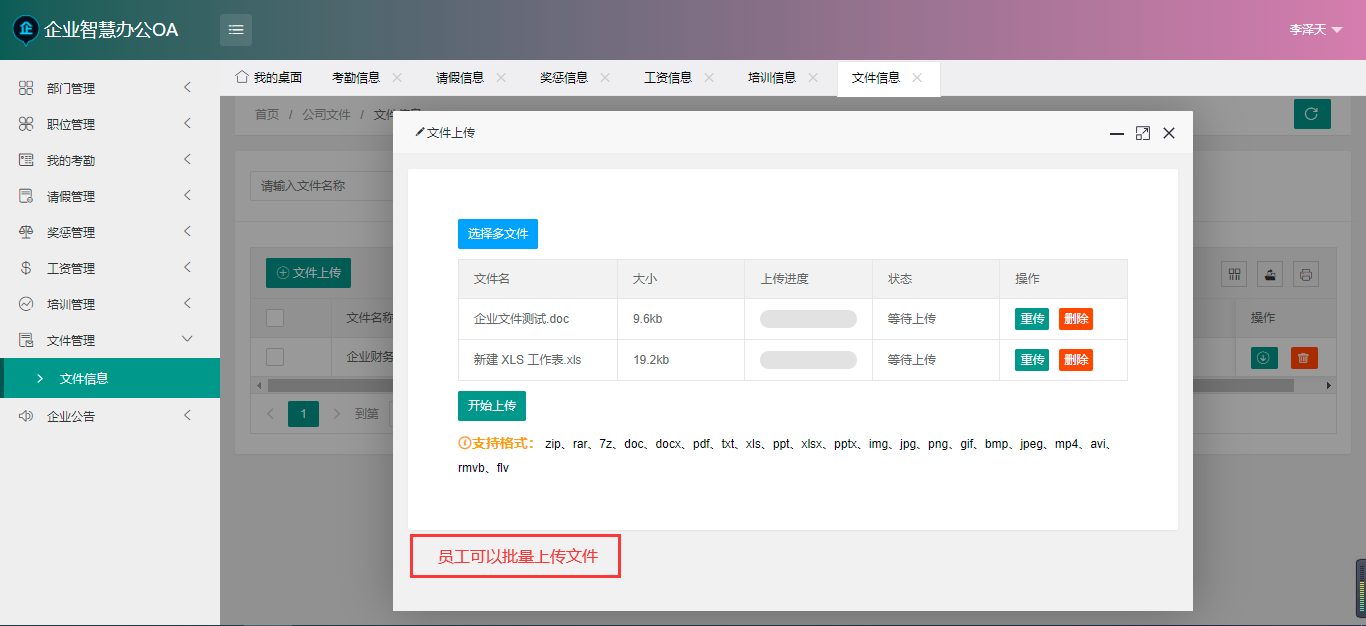 企业智慧办公OA
李泽天
部门管理
职位管理
我的考勤
请假管理
奖惩管理
工资管理
培训管理
文件管理
文件信息
企业公告
我的桌面 考勤信息 请假信息 奖惩信息 工资信息 培训信息 文件信息
首页 / 公司文件 / 文件信息
请输入文件名称
文件上传
文件名称 操作
企业财务
1 到第
文件上传
选择多文件
文件名 大小 上传进度 状态 操作
企业文件测试.doc 9.6kb 等待上传 重传 删除
新建 XLS 工作表.xls 19.2kb 等待上传 重传 删除
开始上传
支持格式： zip、rar、7z、doc、docx、pdf、txt、xls、ppt、xlsx、pptx、img、jpg、png、gif、bmp、jpeg、mp4、avi、
rmvb、flv
员工可以批量上传文件